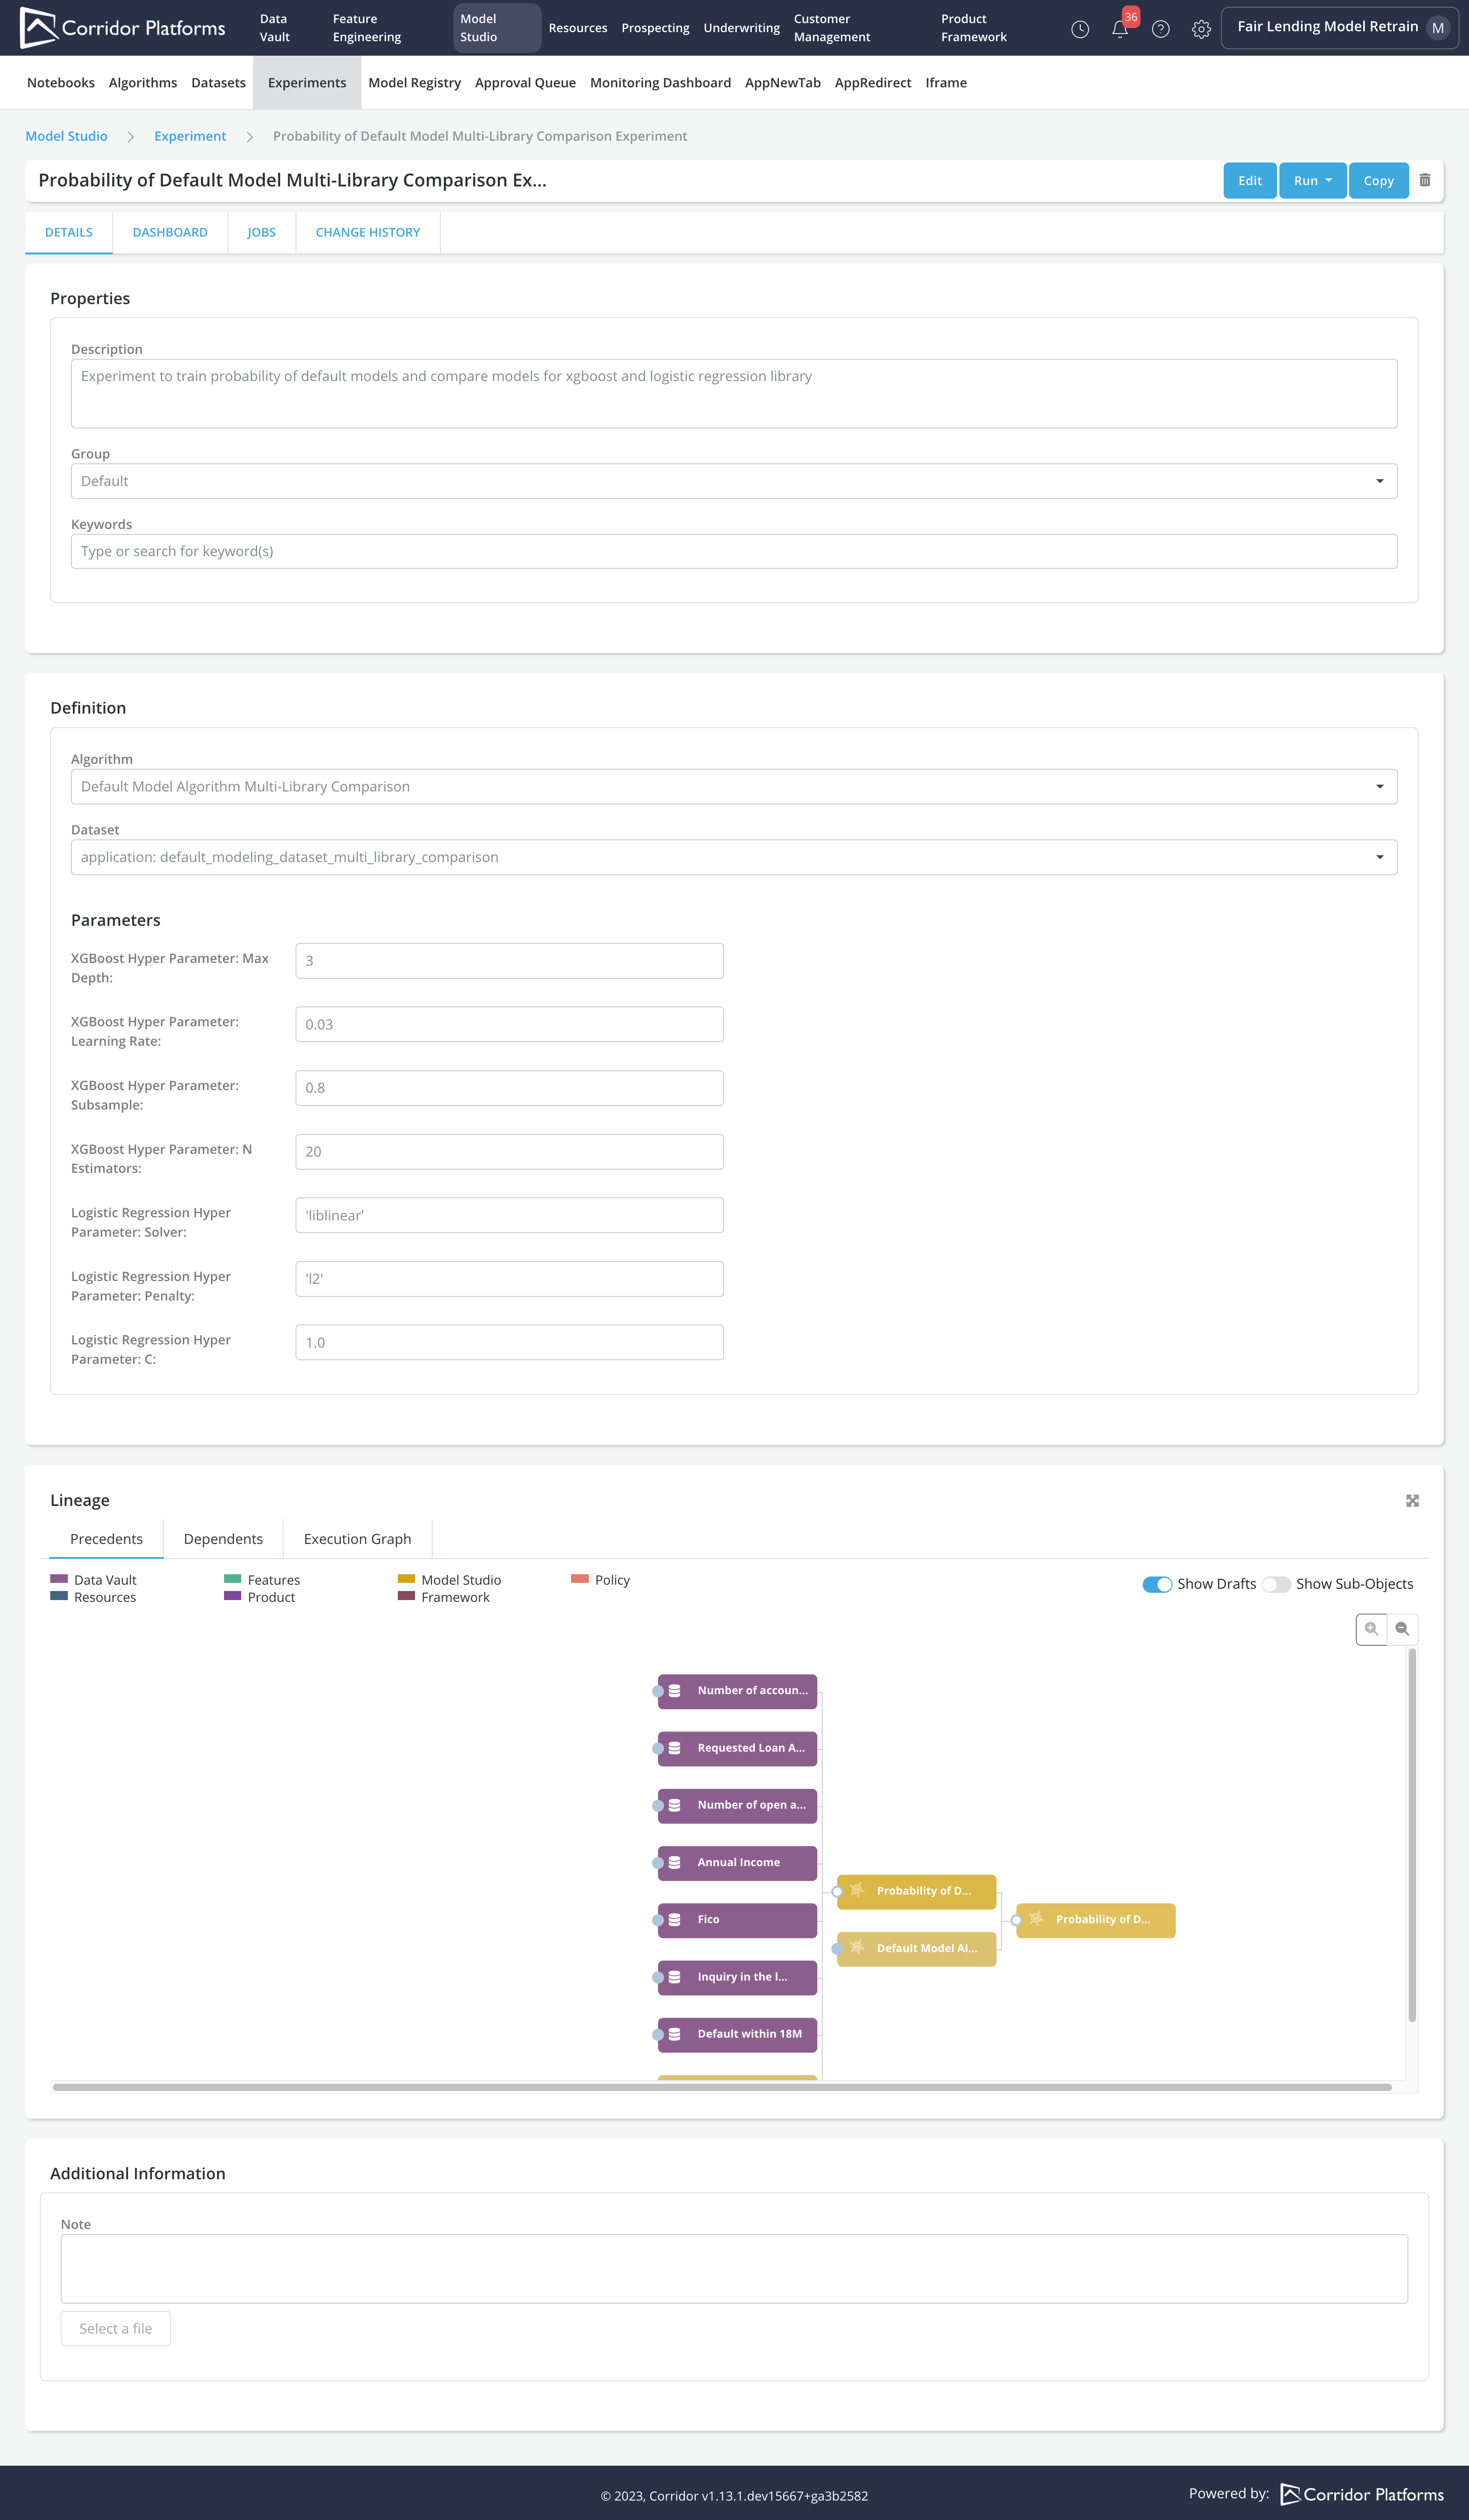 Corridor Platforms
Data Vault
Feature Engineering
Model Studio
Resources
Prospecting
Underwriting
Customer Management
Product Framework
36
Fair Lending Model Retrain
M
Notebooks
Algorithms
Datasets
Experiments
Model Registry
Approval Queue
Monitoring Dashboard
AppNewTab
AppRedirect
Iframe
Model Studio > Experiment > Probability of Default Model Multi-Library Comparison Experiment
Probability of Default Model Multi-Library Comparison Ex...
Edit
Run
Copy
DETAILS
DASHBOARD
JOBS
CHANGE HISTORY
Properties
Description
Experiment to train probability of default models and compare models for xgboost and logistic regression library
Group
Default
Keywords
Type or search for keyword(s)
Definition
Algorithm
Default Model Algorithm Multi-Library Comparison
Dataset
application: default_modeling_dataset_multi_library_comparison
Parameters
XGBoost Hyper Parameter: Max
Depth:
3
XGBoost Hyper Parameter:
Learning Rate:
0.03
XGBoost Hyper Parameter:
Subsample:
0.8
XGBoost Hyper Parameter: N
Estimators:
20
Logistic Regression Hyper
Parameter: Solver:
'liblinear'
Logistic Regression Hyper
Parameter: Penalty:
'l2'
Logistic Regression Hyper
Parameter: C:
1.0
Lineage
Precedents
Dependents
Execution Graph
Data Vault
Features
Model Studio
Policy
Resources
Product
Framework
Show Drafts
Show Sub-Objects
Number of accoun...
Requested Loan A...
Number of open a...
Annual Income
Fico
Inquiry in the l...
Default within 18M
Probability of D...
Default Model Al...
Probability of D...
Additional Information
Note
Select a file
© 2023, Corridor v1.13.1.dev15667+ga3b2582
Powered by: Corridor Platforms